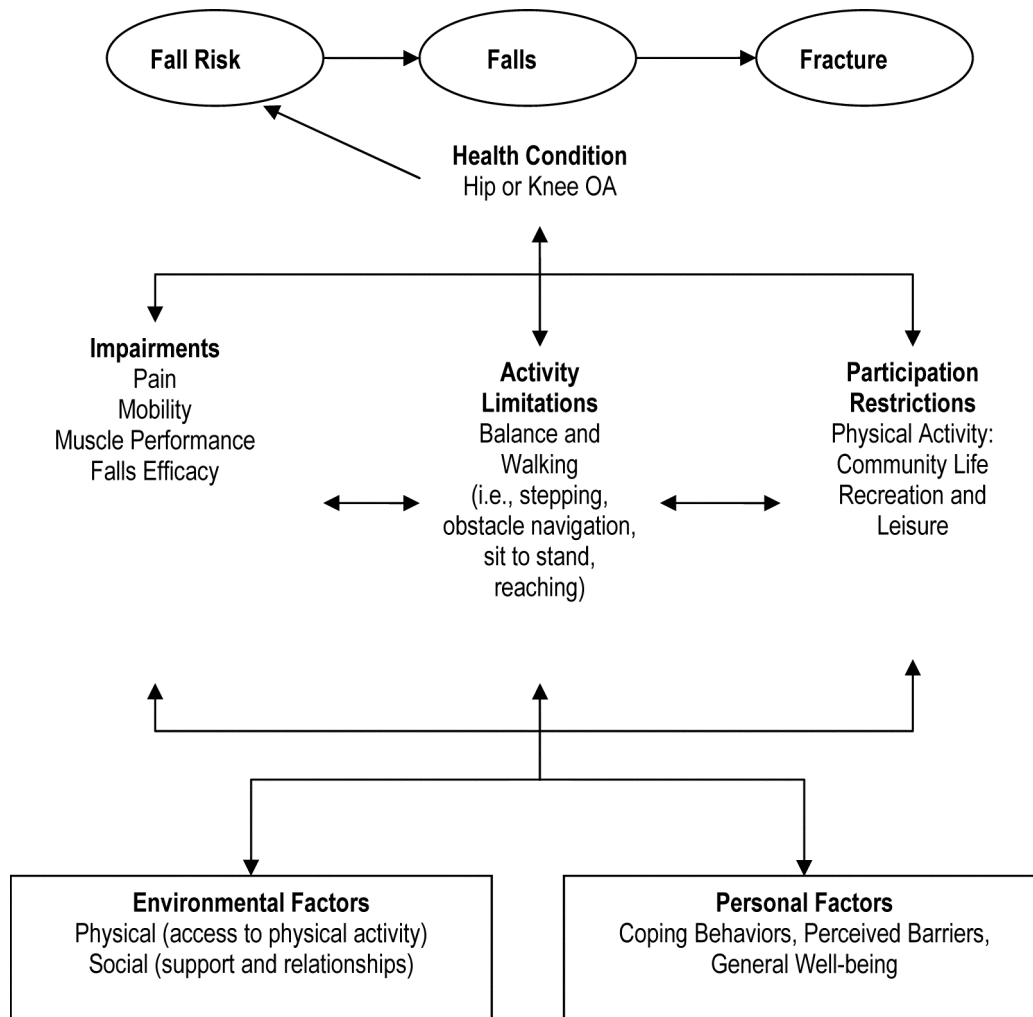 Fall Risk
Falls
Fracture
Health Condition
Hip or Knee OA
Impairments
Pain
Mobility
Muscle Performance
Falls Efficacy
Activity
Limitations
Balance and
Walking
(i.e., stepping,
obstacle navigation,
sit to stand,
reaching)
Participation
Restrictions
Physical Activity:
Community Life
Recreation and
Leisure
Environmental Factors
Physical (access to physical activity)
Social (support and relationships)
Personal Factors
Coping Behaviors, Perceived Barriers,
General Well-being